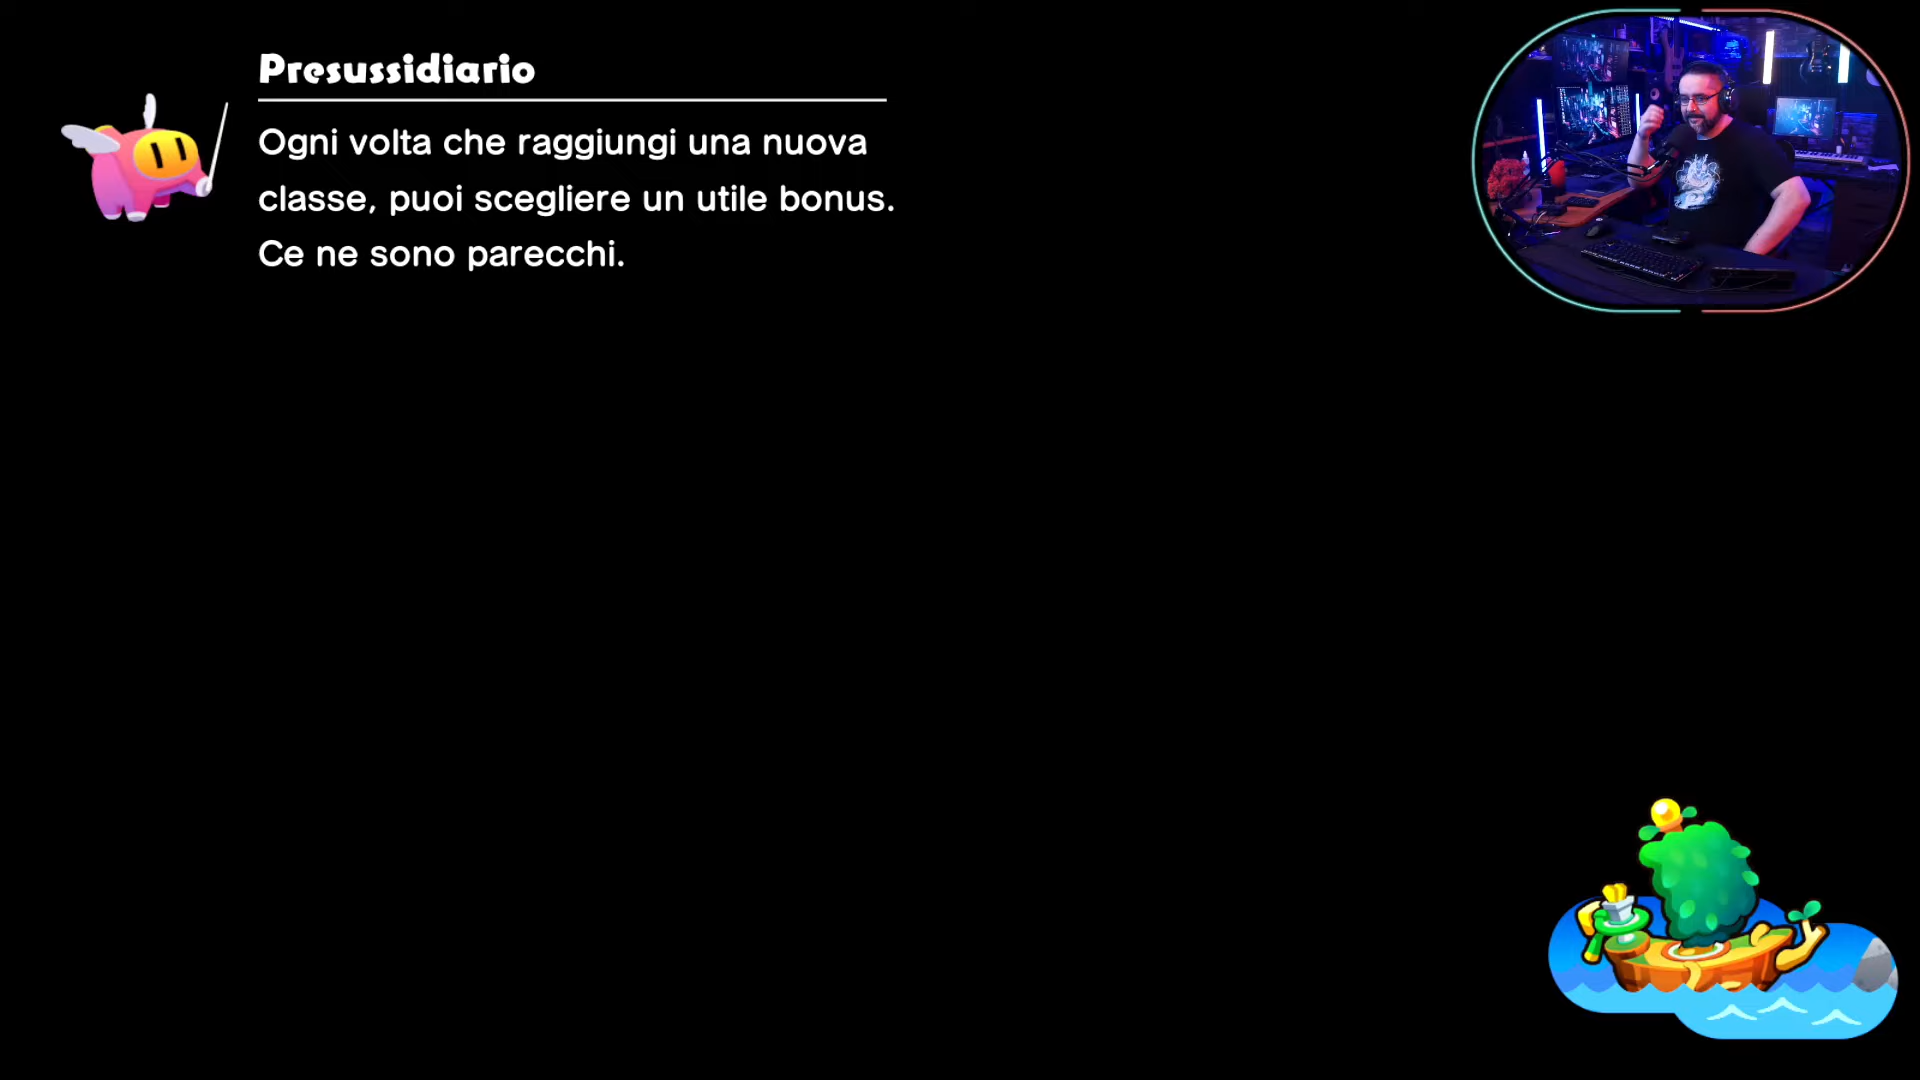 Presussidiario
Ogni volta che raggiungi una nuova
classe, puoi scegliere un utile bonus.
Ce ne sono parecchi.